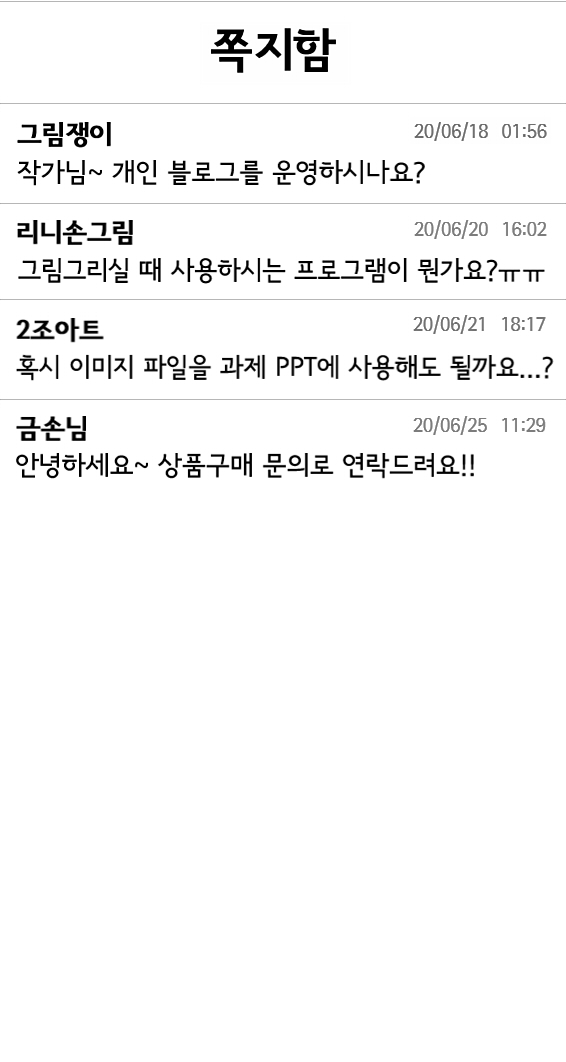 쪽지함
그림쟁이 20/06/18 01:56
작가님~ 개인 블로그를 운영하시나요?
리니손그림 20/06/20 16:02
그림그리실 때 사용하시는 프로그램이 뭔가요?ㅠㅠ
2조아트 20/06/21 18:17
혹시 이미지 파일을 과제 PPT에 사용해도 될까요...?
금손님 20/06/25 11:29
안녕하세요~ 상품구매 문의로 연락드려요!!